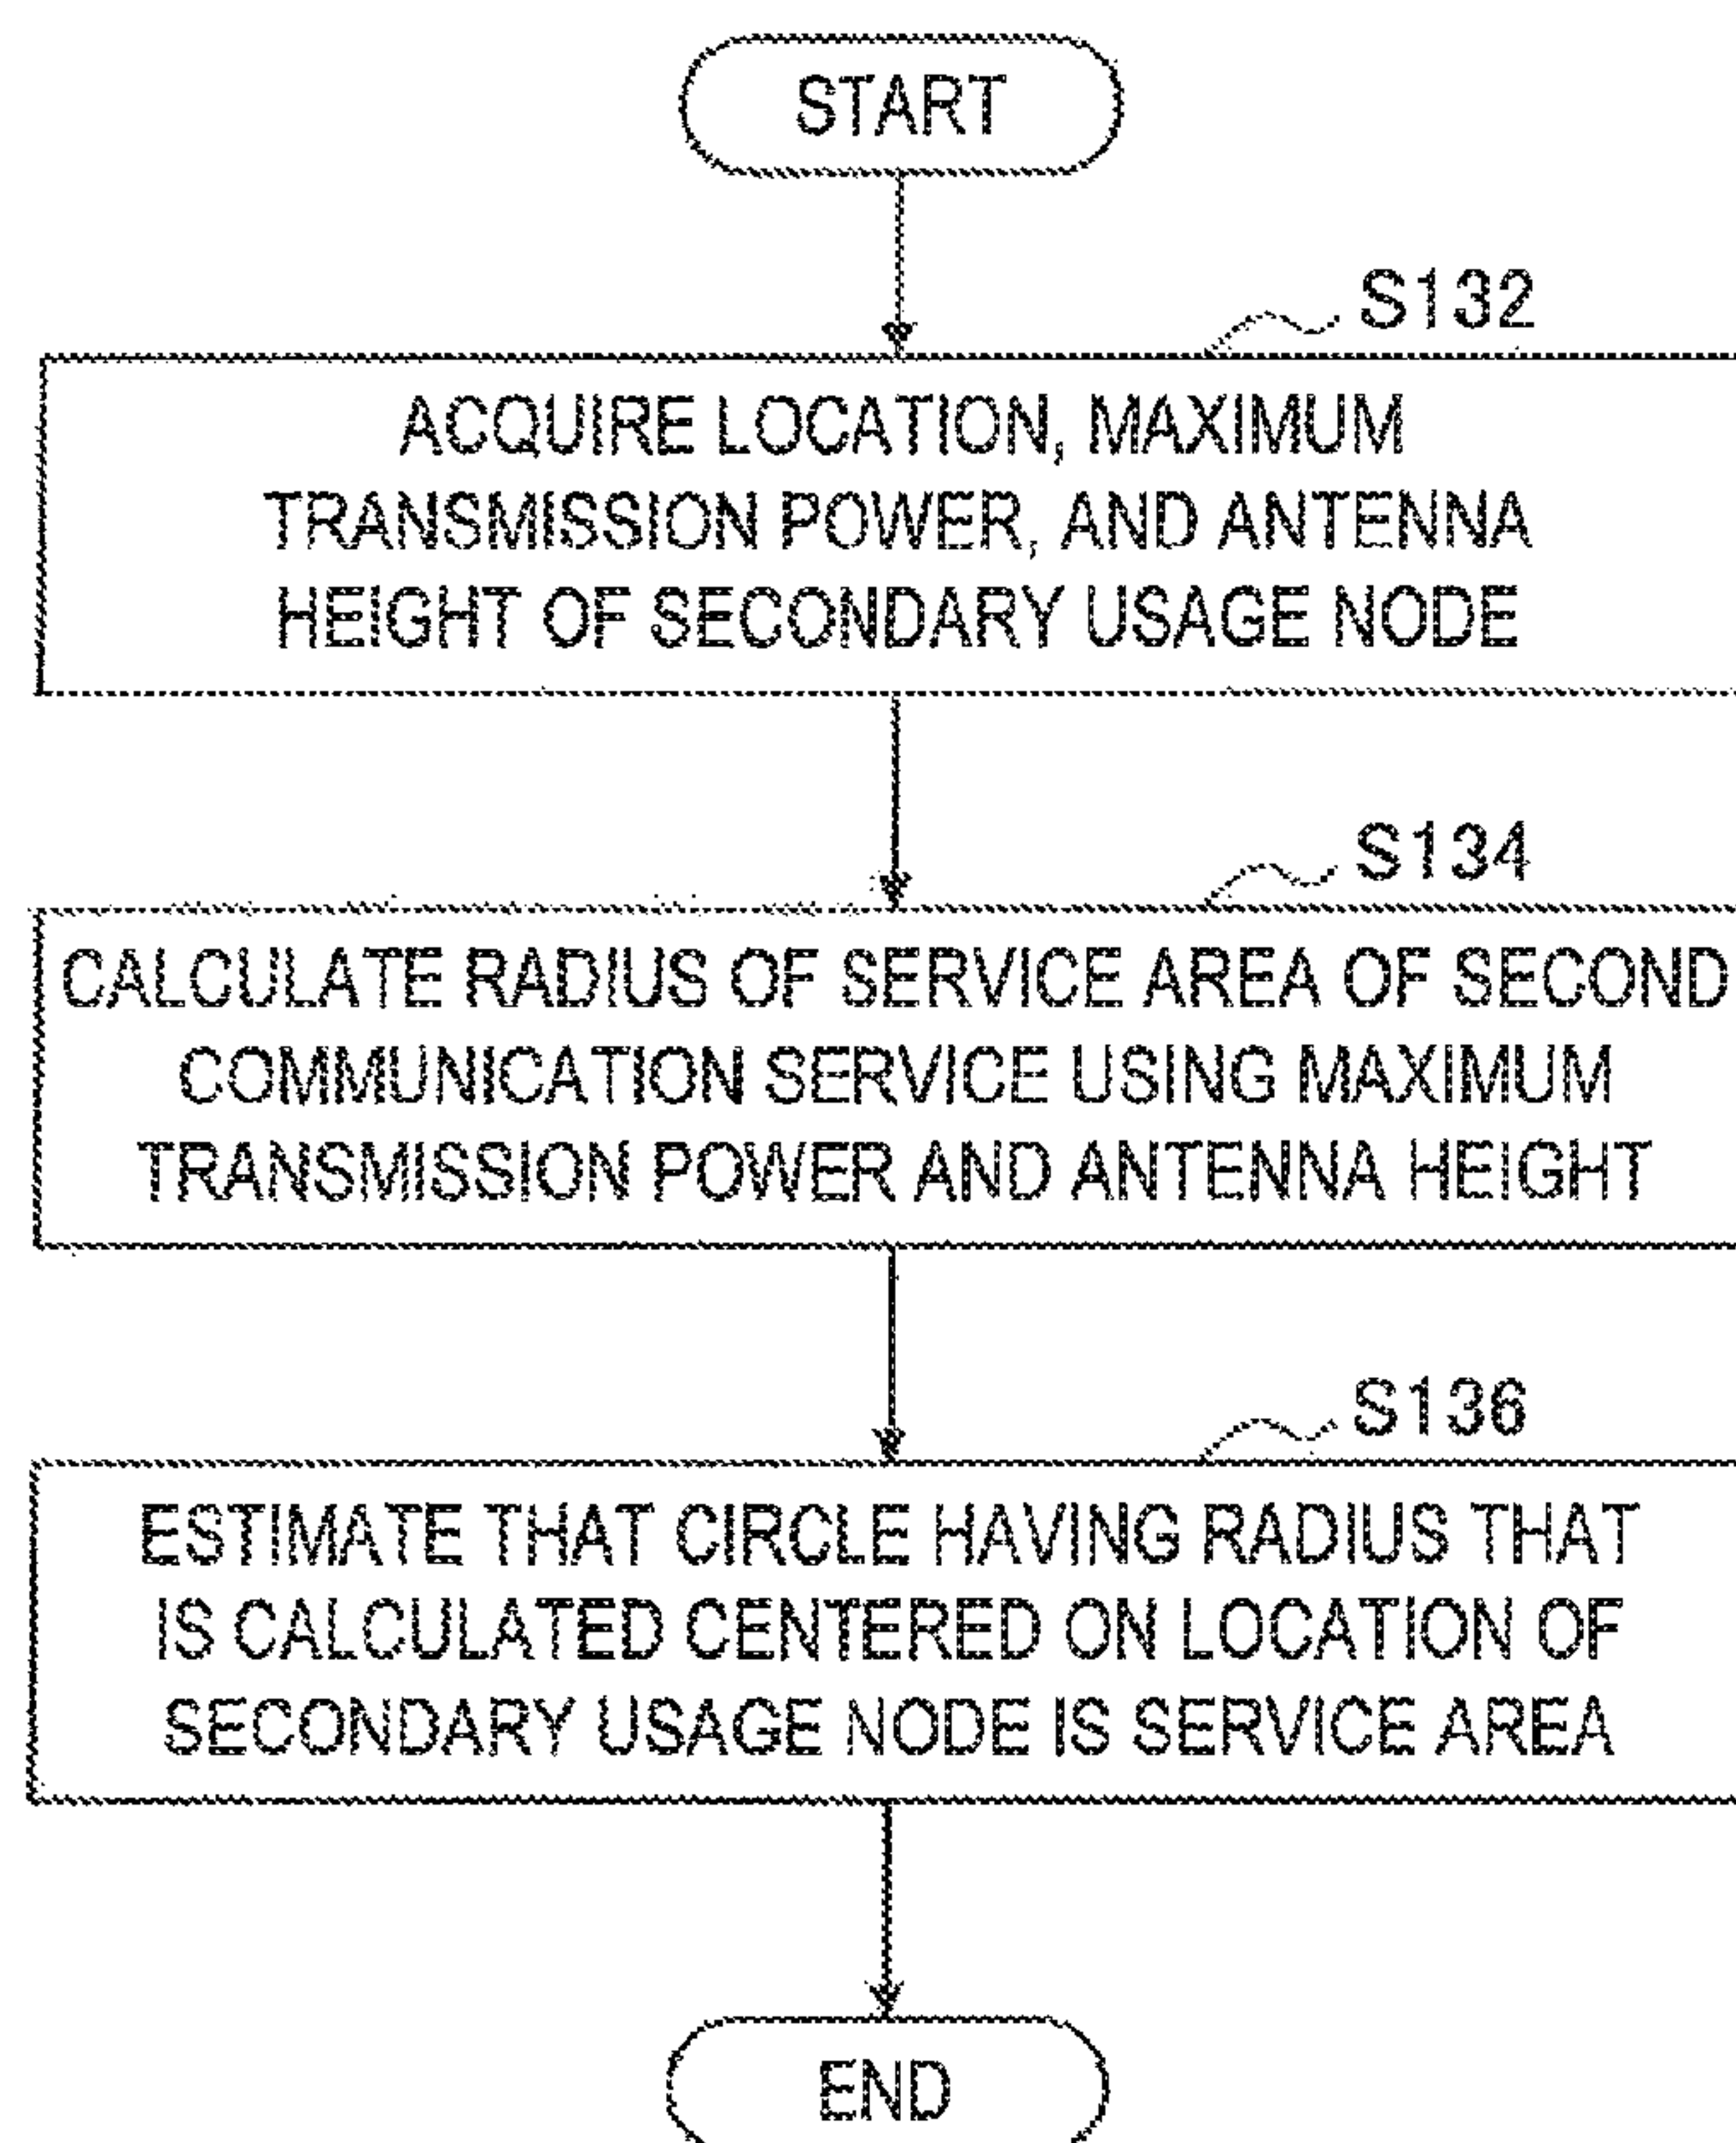 START
S132
ACQUIRE LOCATION, MAXIMUM
TRANSMISSION POWER, AND ANTENNA
HEIGHT OF SECONDARY USAGE NODE
S134
CALCULATE RADIUS OF SERVICE AREA OF SECOND
COMMUNICATION SERVICE USING MAXIMUM
TRANSMISSION POWER AND ANTENNA HEIGHT
S136
ESTIMATE THAT CIRCLE HAVING RADIUS THAT
IS CALCULATED CENTERED ON LOCATION OF
SECONDARY USAGE NODE IS SERVICE AREA
END